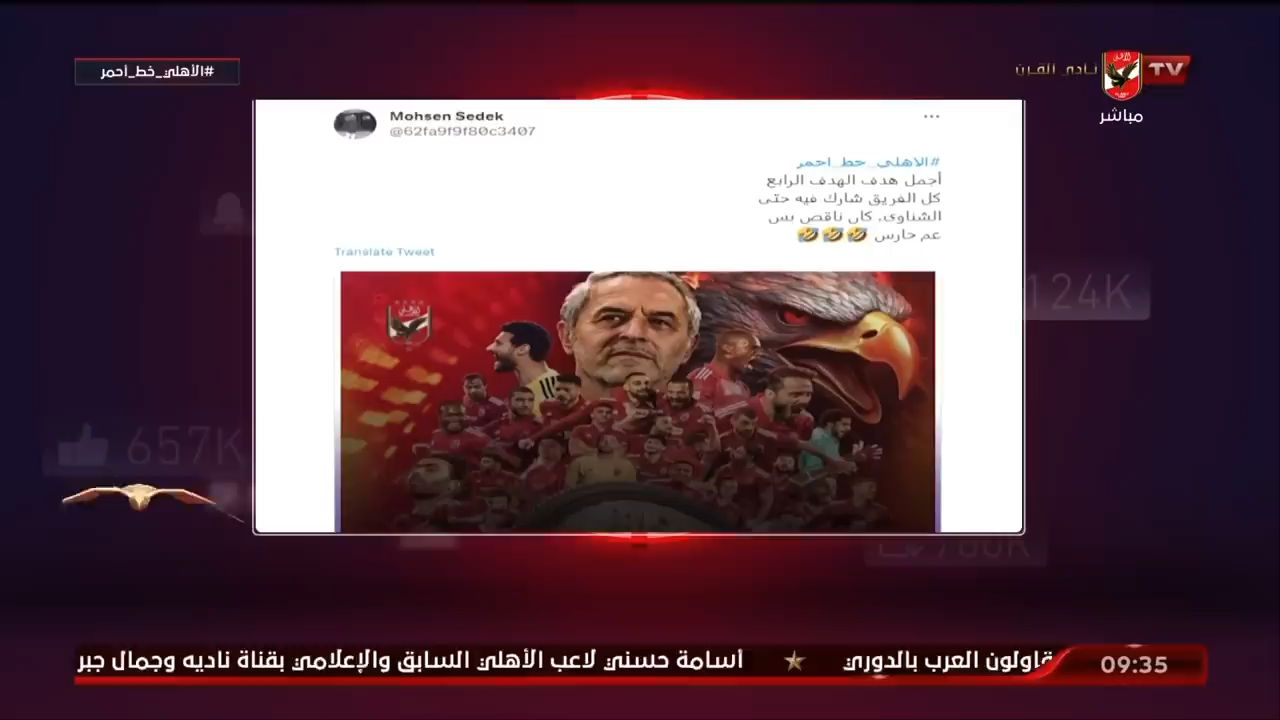 #الأهلي_خط_أحمر
نادي القرن
TV
مباشر
Mohsen Sedek
@62fa9f9f80c3407
#الاهلي_خط_احمر
أجمل هدف الهدف الرابع
كل الفريق شارك فيه حتى
الشناوي، كان ناقص بس
عم حارس 🤣🤣🤣
Translate Tweet
124K
657K
قاولون العرب بالدوري
أسامة حسني لاعب الأهلي السابق والإعلامي بقناة ناديه وجمال جبر
09:35